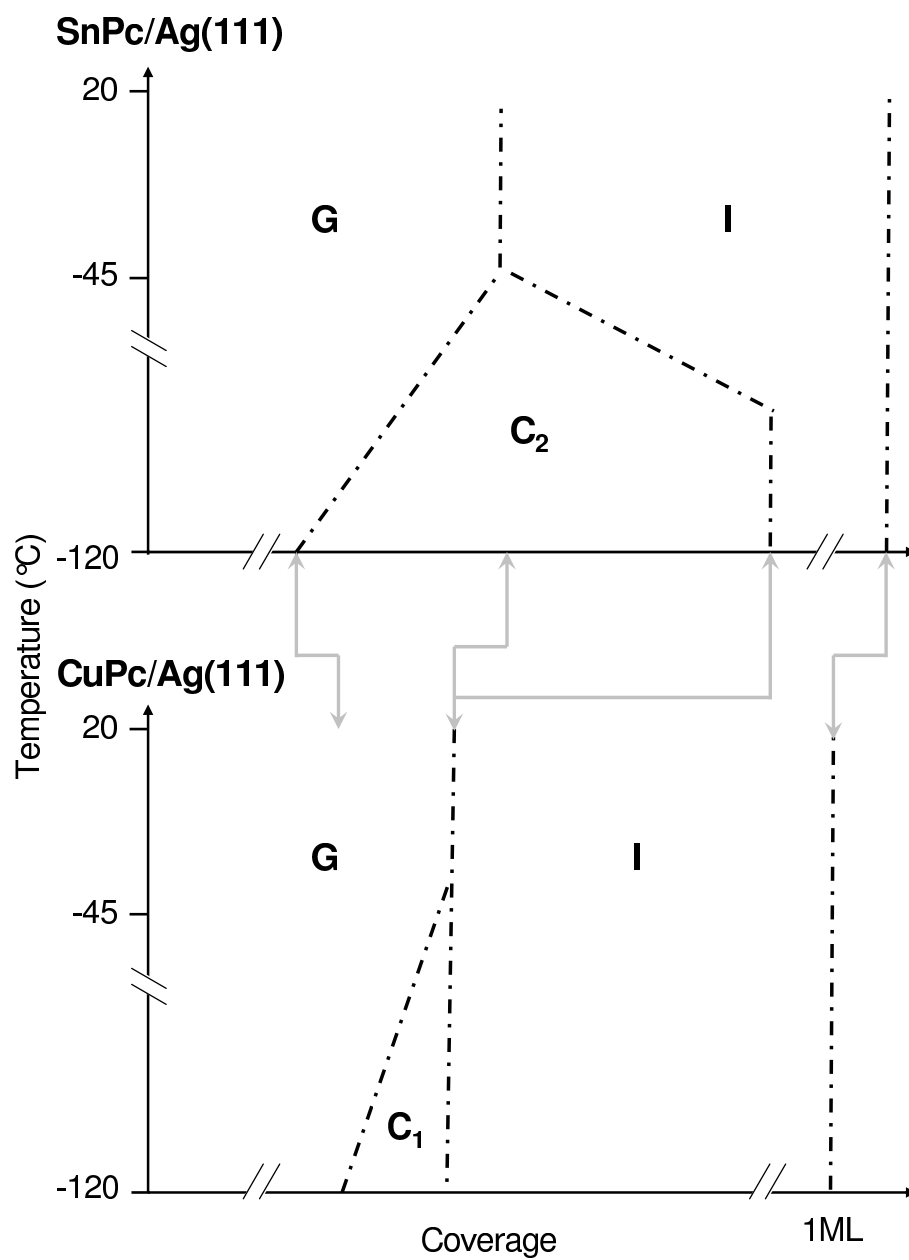 SnPc/Ag(111)
20
G
I
-45
C₂
-120
Temperature (°C)
CuPc/Ag(111)
20
G
I
-45
C₁
-120
Coverage
1ML